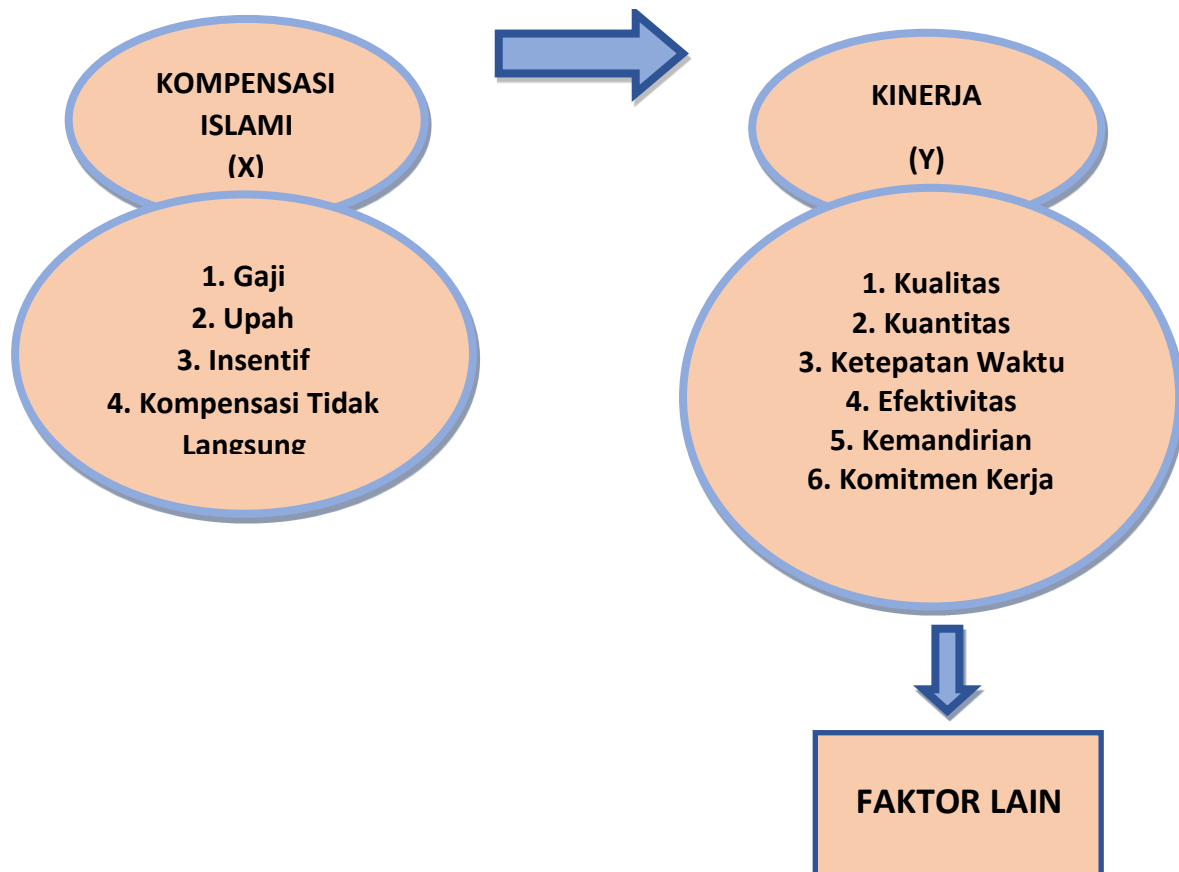 KOMPENSASI
ISLAMI
(X)
1. Gaji
2. Upah
3. Insentif
4. Kompensasi Tidak
Langsung
KINERJA
(Y)
1. Kualitas
2. Kuantitas
3. Ketepatan Waktu
4. Efektivitas
5. Kemandirian
6. Komitmen Kerja
FAKTOR LAIN